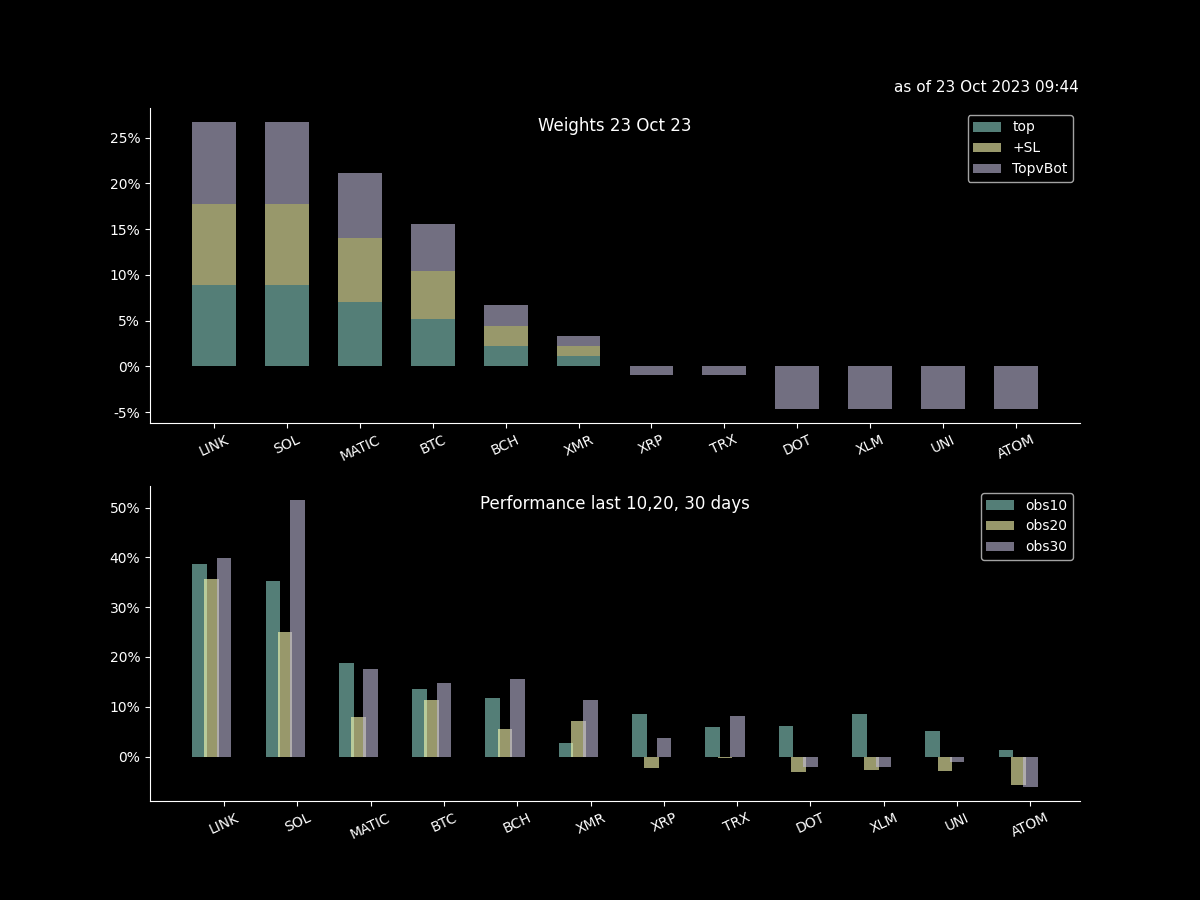 as of 23 Oct 2023 09:44
Weights 23 Oct 23
top
+SL
TopvBot
25%
20%
15%
10%
5%
0%
-5%
LINK SOL MATIC BTC BCH XMR XRP TRX DOT XLM UNI ATOM
Performance last 10,20, 30 days
obs10
obs20
obs30
50%
40%
30%
20%
10%
0%
LINK SOL MATIC BTC BCH XMR XRP TRX DOT XLM UNI ATOM